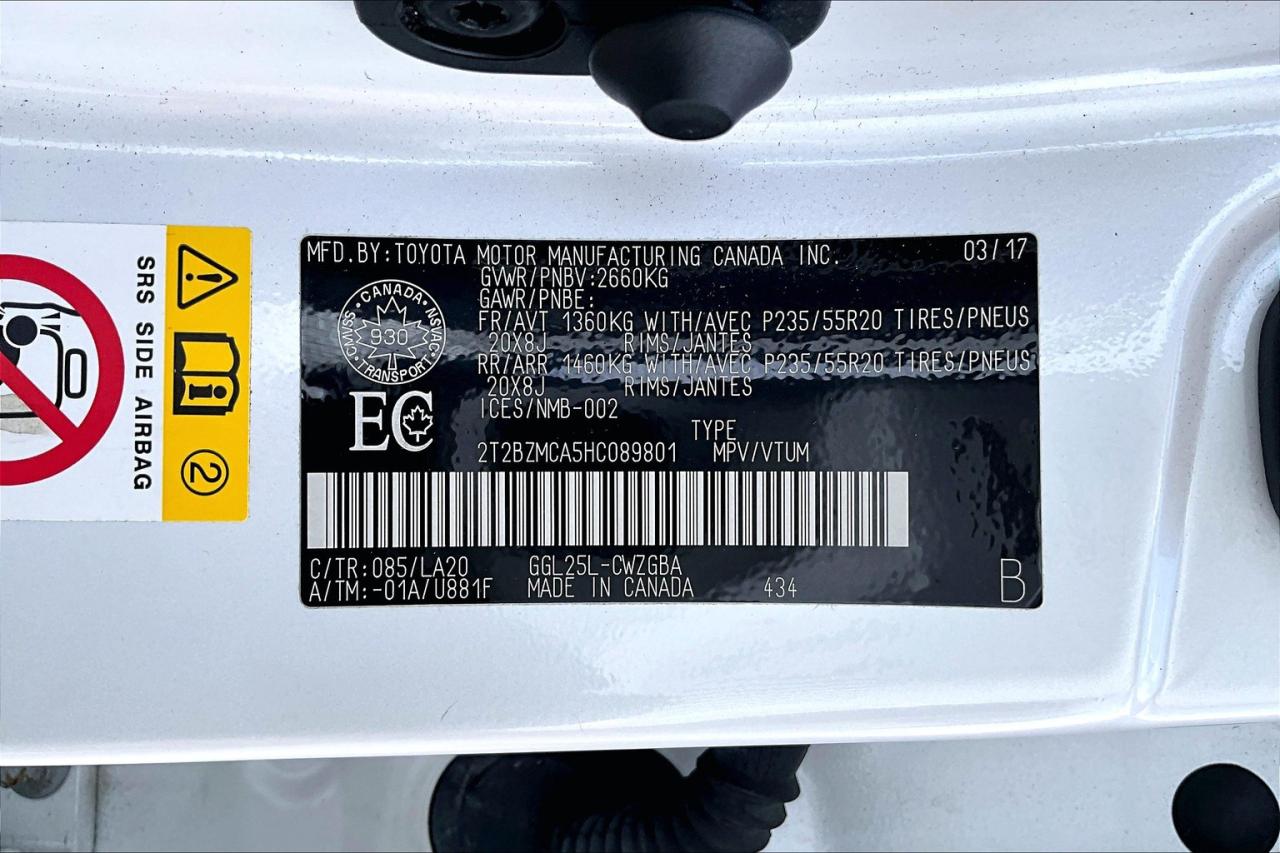 SRS SIDE AIRBAG
2
MFD.BY:TOYOTA MOTOR MANUFACTURING CANADA INC. 03/17
GVWR/PNBV:2660KG
GAWR/PNBE:
FR/AVT 1360KG WITH/AVEC P235/55R20 TIRES/PNEUS
20X8J RIMS/JANTES
RR/ARR 1460KG WITH/AVEC P235/55R20 TIRES/PNEUS
20X8J RIMS/JANTES
ICES/NMB-002
CANADA
NSVAC
TRANSPORT
CMVSS
930
EC
TYPE
2T2BZMCA5HC089801 MPV/VTUM
C/TR:085/LA20 GGL25L-CWZGBA
A/TM:-01A/U881F MADE IN CANADA 434
B